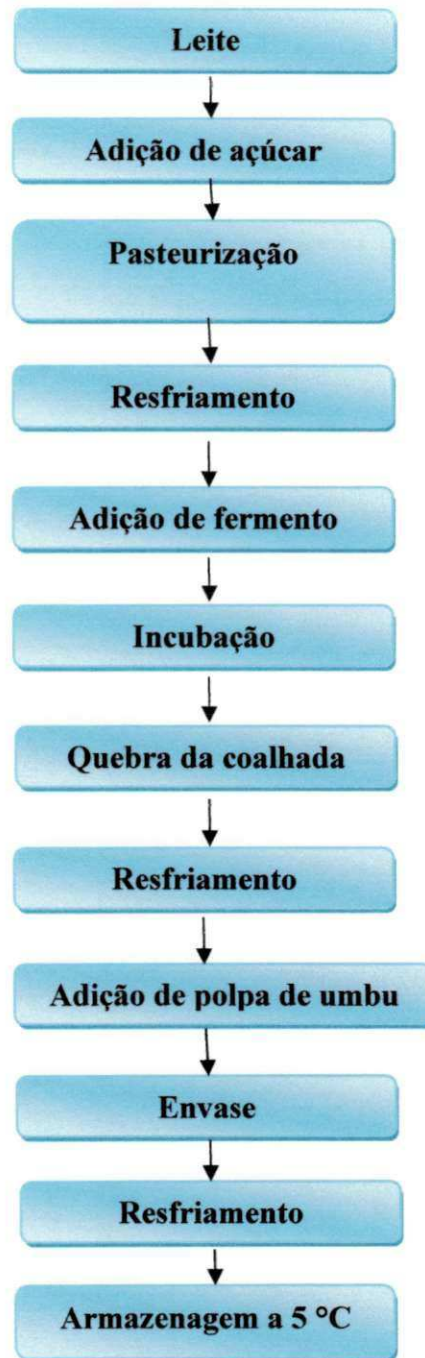 Leite
Adição de açúcar
Pasteurização
Resfriamento
Adição de fermento
Incubação
Quebra da coalhada
Resfriamento
Adição de polpa de umbu
Envase
Resfriamento
Armazenagem a 5 °C